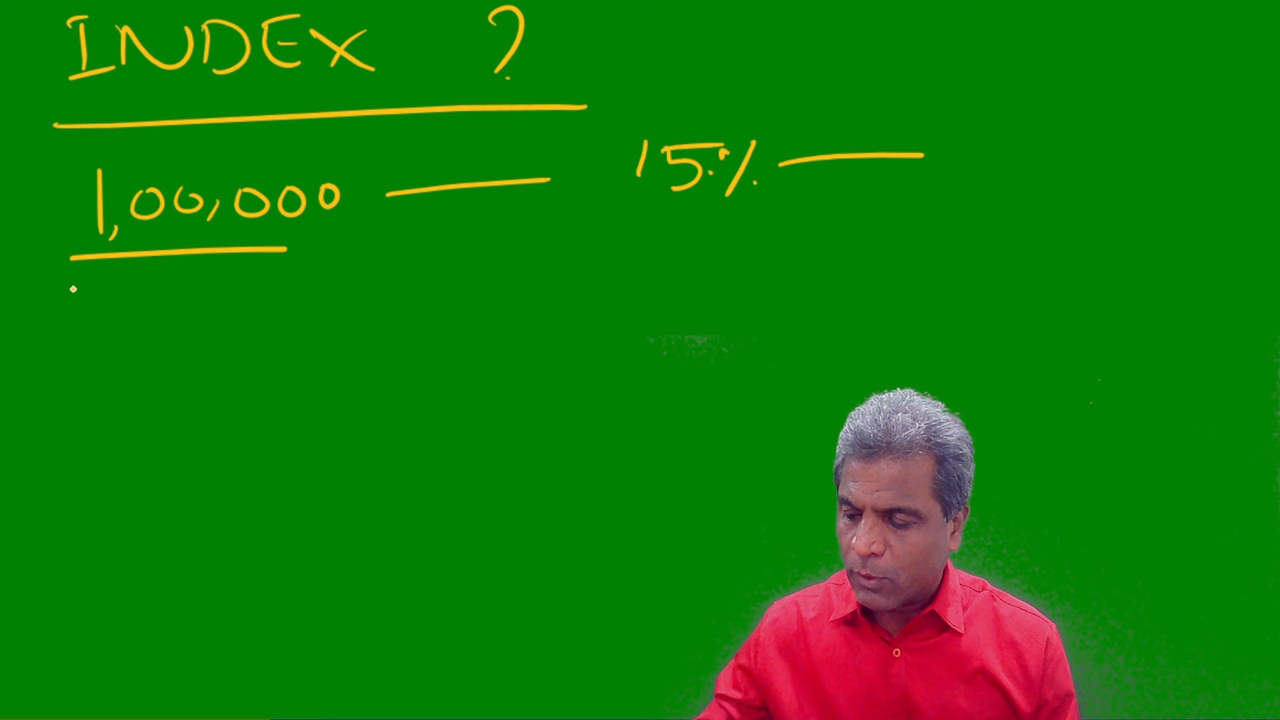 INDEX ?
1,00,000 — 15% —